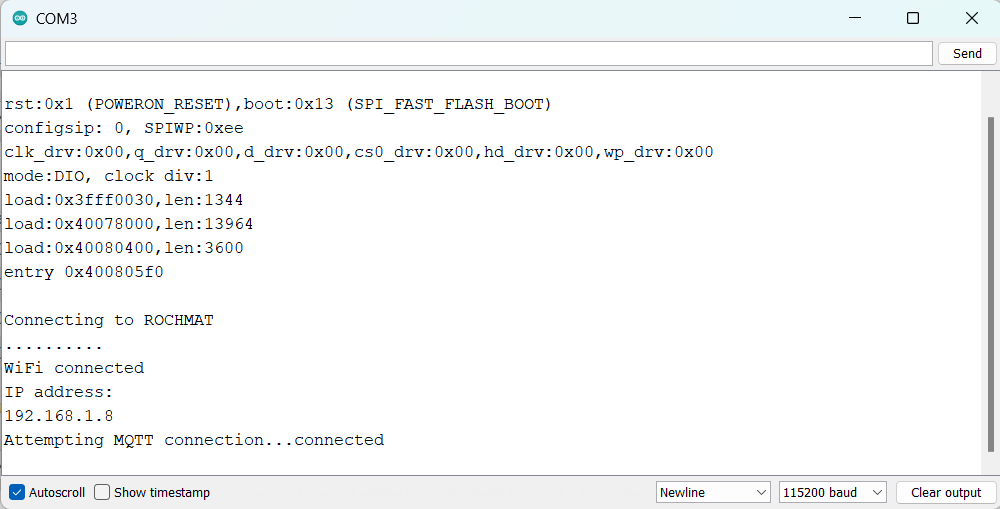 COM3
Send
rst:0x1 (POWERON_RESET),boot:0x13 (SPI_FAST_FLASH_BOOT)
configsip: 0, SPIWP:0xee
clk_drv:0x00,q_drv:0x00,d_drv:0x00,cs0_drv:0x00,hd_drv:0x00,wp_drv:0x00
mode:DIO, clock div:1
load:0x3fff0030,len:1344
load:0x40078000,len:13964
load:0x40080400,len:3600
entry 0x400805f0
Connecting to ROCHMAT
..........
WiFi connected
IP address:
192.168.1.8
Attempting MQTT connection...connected
Autoscroll Show timestamp Newline 115200 baud Clear output